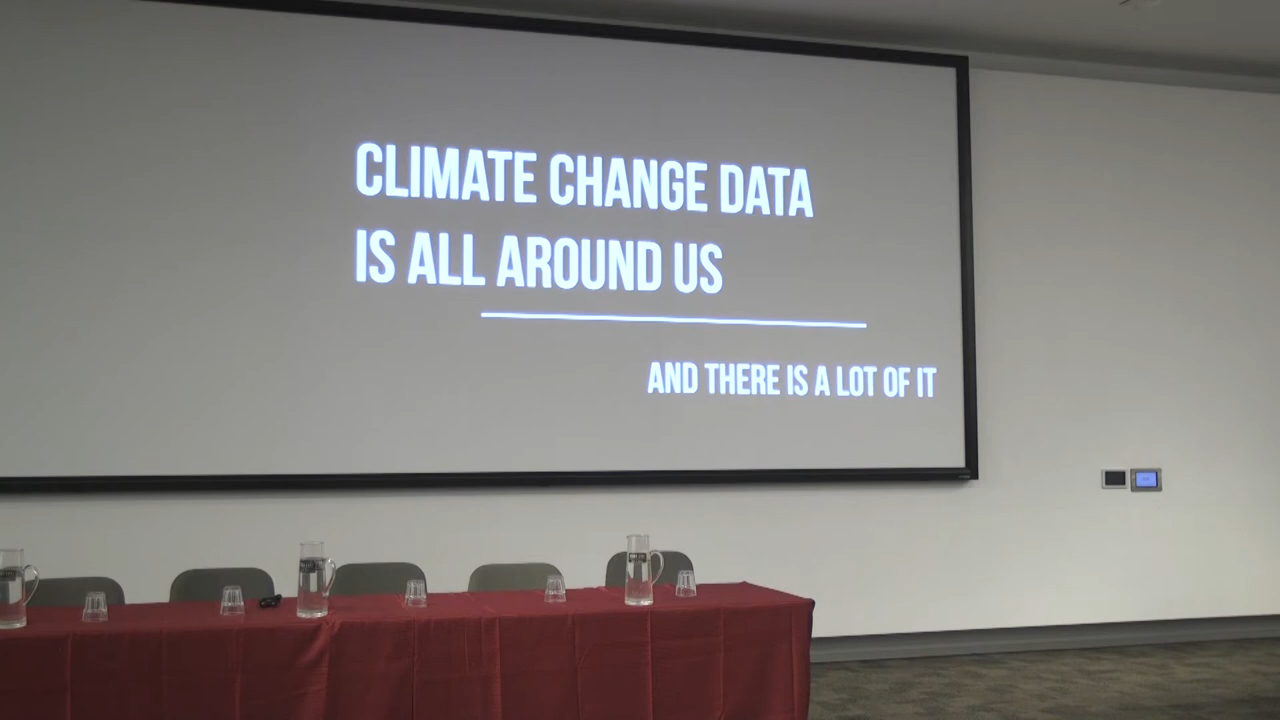 CLIMATE CHANGE DATA
IS ALL AROUND US
AND THERE IS A LOT OF IT